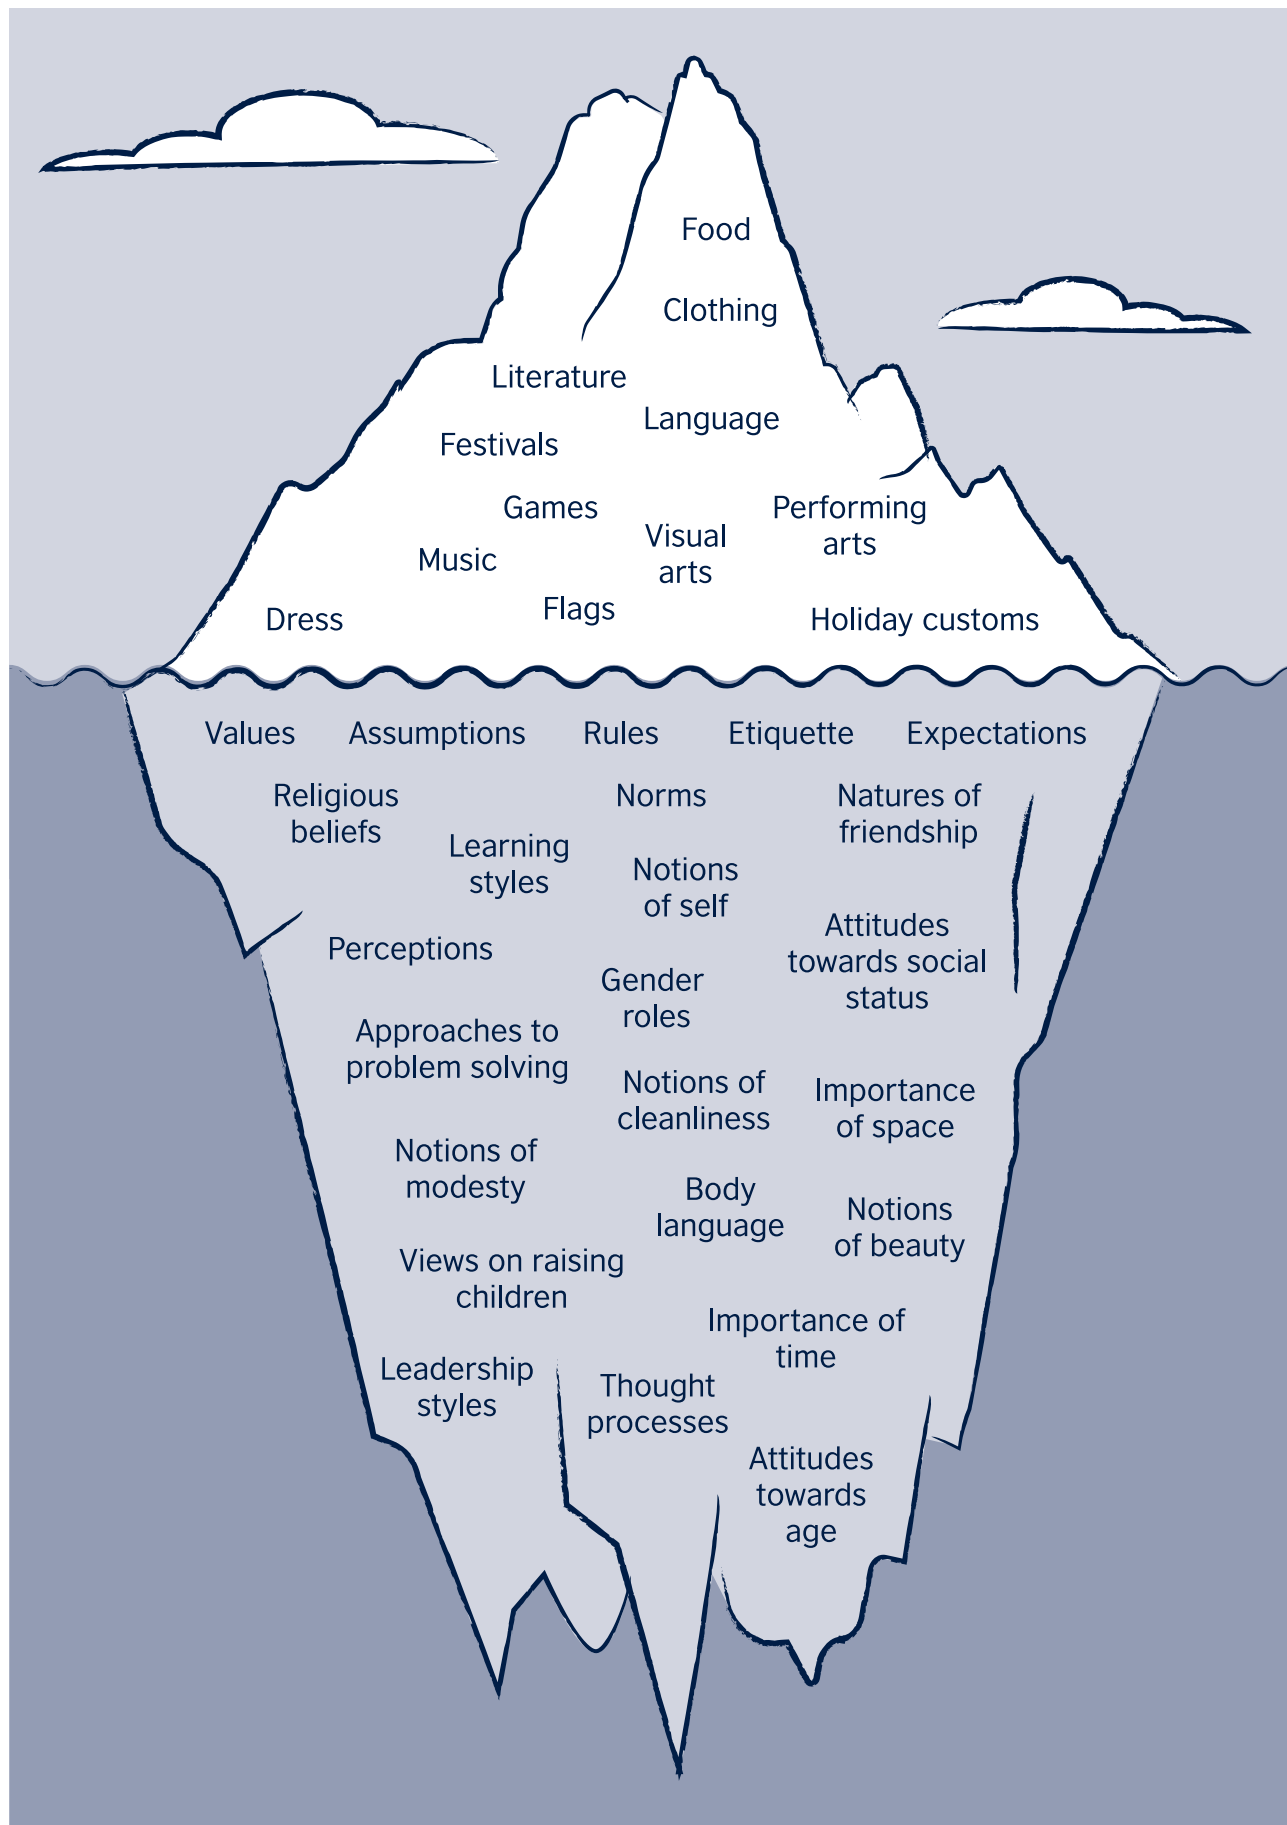 Food
Clothing
Literature
Language
Festivals
Games
Performing
arts
Visual
arts
Music
Flags
Dress
Holiday customs
Values
Assumptions
Rules
Etiquette
Expectations
Religious
beliefs
Norms
Natures of
friendship
Learning
styles
Notions
of self
Attitudes
towards social
status
Perceptions
Gender
roles
Approaches to
problem solving
Notions of
cleanliness
Importance
of space
Notions of
modesty
Body
language
Notions
of beauty
Views on raising
children
Importance of
time
Leadership
styles
Thought
processes
Attitudes
towards
age